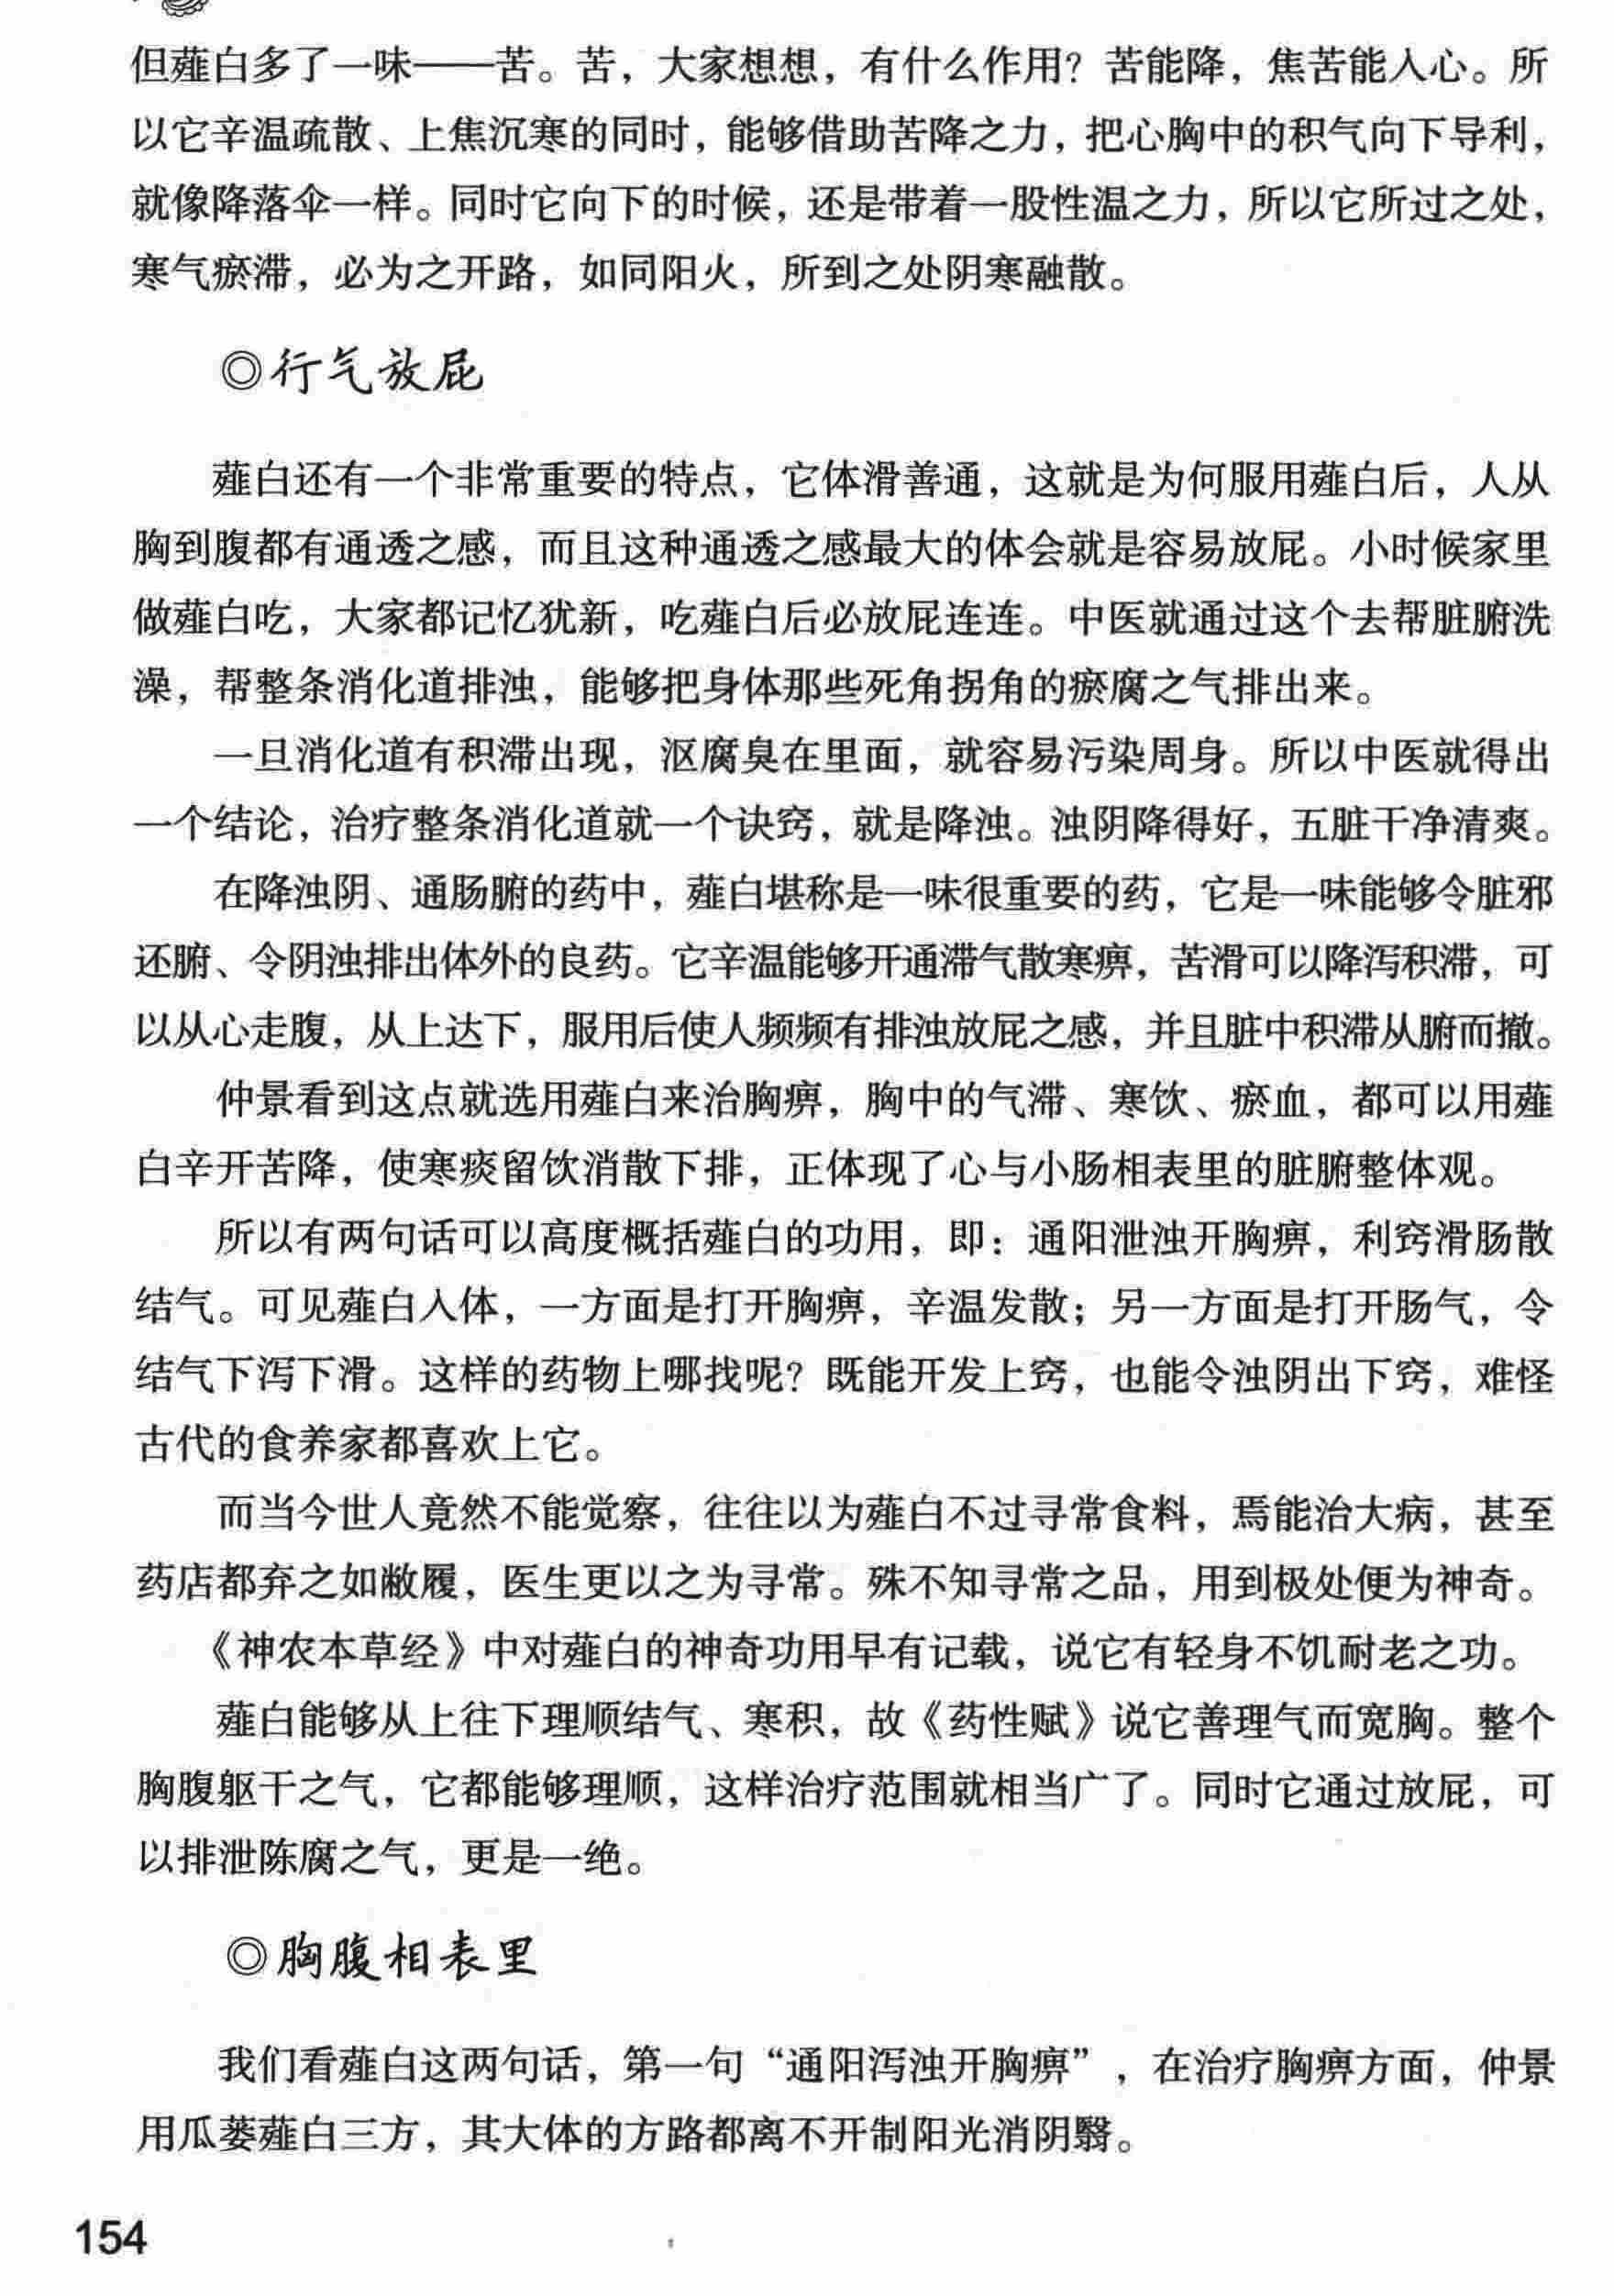 但薤白多了一味——苦。苦，大家想想，有什么作用？苦能降，焦苦能入心。所
以它辛温疏散、上焦沉寒的同时，能够借助苦降之力，把心胸中的积气向下导利，
就像降落伞一样。同时它向下的时候，还是带着一股性温之力，所以它所过之处，
寒气瘀滞，必为之开路，如同阳火，所到之处阴寒融散。
◎行气放屁
薤白还有一个非常重要的特点，它体滑善通，这就是为何服用薤白后，人从
胸到腹都有通透之感，而且这种通透之感最大的体会就是容易放屁。小时候家里
做薤白吃，大家都记忆犹新，吃薤白后必放屁连连。中医就通过这个去帮脏腑洗
澡，帮整条消化道排浊，能够把身体那些死角拐角的瘀腐之气排出来。
一旦消化道有积滞出现，沤腐臭在里面，就容易污染周身。所以中医就得出
一个结论，治疗整条消化道就一个诀窍，就是降浊。浊阴降得好，五脏干净清爽。
在降浊阴、通肠腑的药中，薤白堪称是一味很重要的药，它是一味能够令脏邪
还腑、令阴浊排出体外的良药。它辛温能够开通滞气散寒痹，苦滑可以降泻积滞，可
以从心走腹，从上达下，服用后使人频频有排浊放屁之感，并且脏中积滞从腑而撤。
仲景看到这点就选用薤白来治胸痹，胸中的气滞、寒饮、瘀血，都可以用薤
白辛开苦降，使寒痰留饮消散下排，正体现了心与小肠相表里的脏腑整体观。
所以有两句话可以高度概括薤白的功用，即：通阳泄浊开胸痹，利窍滑肠散
结气。可见薤白入体，一方面是打开胸痹，辛温发散；另一方面是打开肠气，令
结气下泻下滑。这样的药物上哪找呢？既能开发上窍，也能令浊阴出下窍，难怪
古代的食养家都喜欢上它。
而当今世人竟然不能觉察，往往以为薤白不过寻常食料，焉能治大病，甚至
药店都弃之如敝履，医生更以之为寻常。殊不知寻常之品，用到极处便为神奇。
《神农本草经》中对薤白的神奇功用早有记载，说它有轻身不饥耐老之功。
薤白能够从上往下理顺结气、寒积，故《药性赋》说它善理气而宽胸。整个
胸腹躯干之气，它都能够理顺，这样治疗范围就相当广了。同时它通过放屁，可
以排泄陈腐之气，更是一绝。
◎胸腹相表里
我们看薤白这两句话，第一句“通阳泻浊开胸痹”，在治疗胸痹方面，仲景
用瓜蒌薤白三方，其大体的方路都离不开制阳光消阴翳。
154